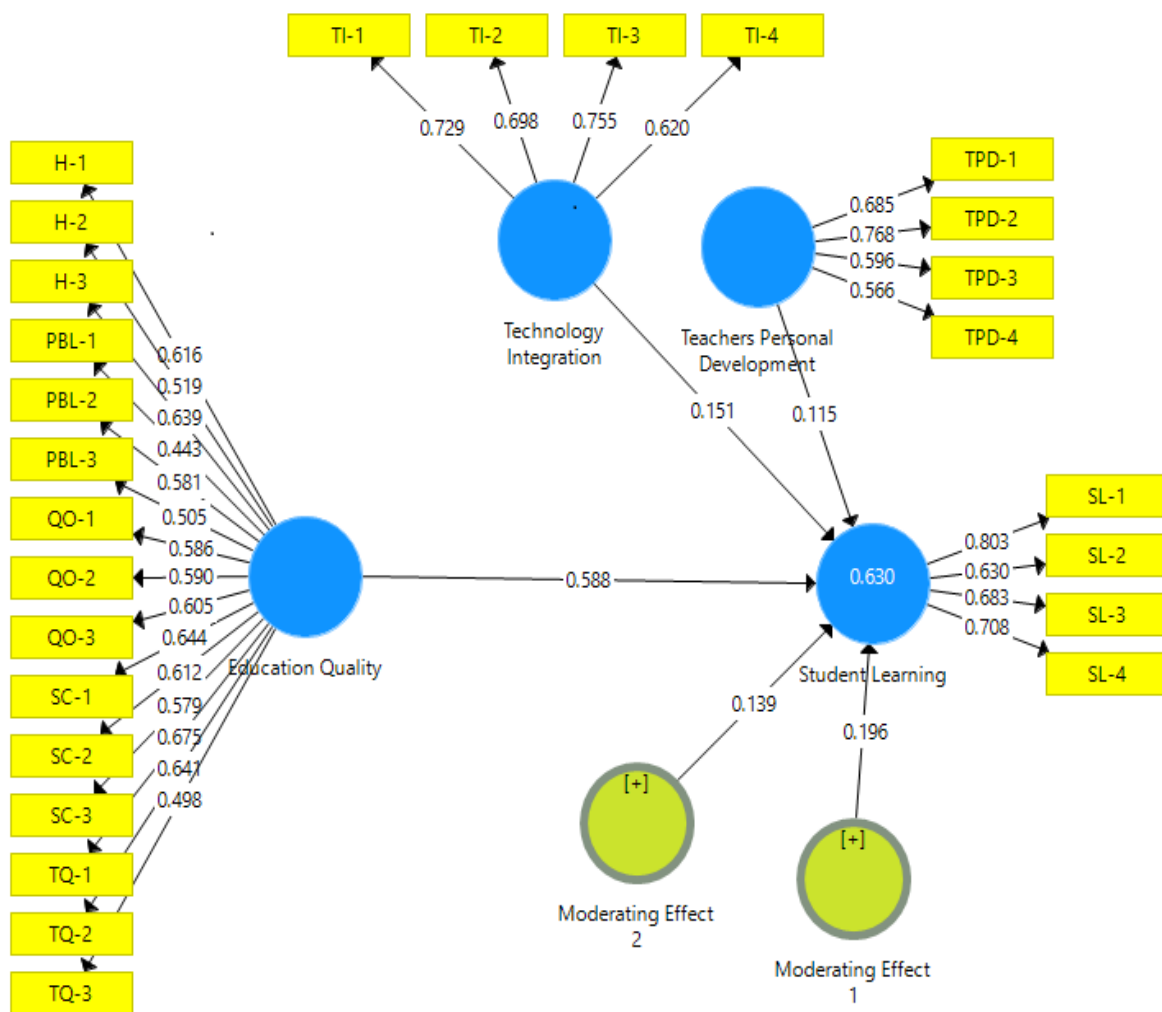 TI-1
TI-2
TI-3
TI-4
0.729
0.698
0.755
0.620
H-1
H-2
H-3
PBL-1
PBL-2
PBL-3
QO-1
QO-2
QO-3
SC-1
SC-2
SC-3
TQ-1
TQ-2
TQ-3
0.616
0.519
0.639
0.443
0.581
0.505
0.586
0.590
0.605
0.644
0.612
0.579
0.675
0.641
0.498
Education Quality
Technology
Integration
Teachers Personal
Development
0.685
0.768
0.596
0.566
TPD-1
TPD-2
TPD-3
TPD-4
0.151
0.115
0.588
0.630
Student Learning
0.803
0.630
0.683
0.708
SL-1
SL-2
SL-3
SL-4
0.139
0.196
[+]
Moderating Effect
2
[+]
Moderating Effect
1